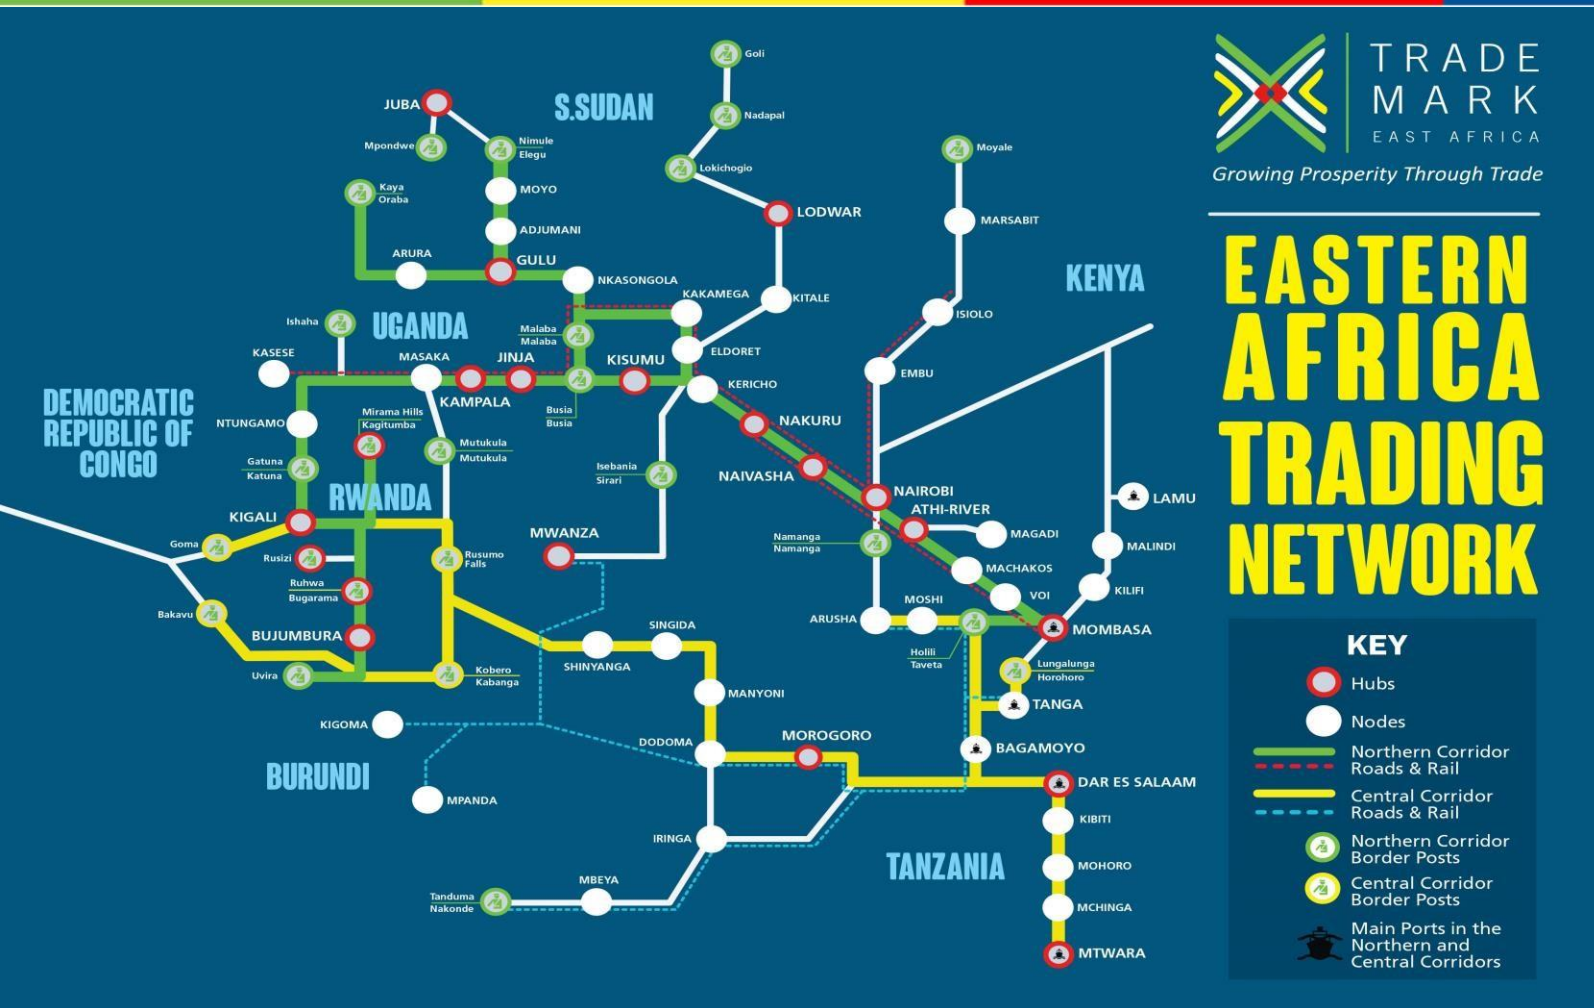 TRADE
MARK
EAST AFRICA
Growing Prosperity Through Trade
EASTERN
AFRICA
TRADING
NETWORK
S.SUDAN
Goli
Nadapal
Lokichogio
LODWAR
KITALE
JUBA
Mpondwe
Nimule
Elegu
MOYO
ADJUMANI
GULU
Kaya
Oraba
ARURA
NKASONGOLA
KAKAMEGA
ELDORET
Moyale
MARSABIT
KENYA
ISIOLO
EMBU
Ishaha
UGANDA
Malaba
Malaba
KASESE
MASAKA
JINJA
KISUMU
KERICHO
KAMPALA
Busia
Busia
DEMOCRATIC
REPUBLIC OF
CONGO
NTUNGAMO
Mirama Hills
Kagitumba
Mutukula
Mutukula
Gatuna
Katuna
RWANDA
NAKURU
NAIVASHA
Isebania
Sirari
NAIROBI
ATHI-RIVER
MAGADI
LAMU
MALINDI
KILIFI
MACHAKOS
VOI
MOMBASA
KIGALI
Goma
Rusizi
Ruhwa
Bugarama
Rusumo
Falls
MWANZA
Namanga
Namanga
Bakavu
BUJUMBURA
Uvira
Kobero
Kabanga
SHINYANGA
SINGIDA
ARUSHA
MOSHI
Holili
Taveta
Lungalunga
Horohoro
TANGA
MANYONI
KIGOMA
DODOMA
MOROGORO
BAGAMOYO
BURUNDI
MPANDA
DAR ES SALAAM
KIBITI
IRINGA
TANZANIA
MOHORO
MBEYA
Tanduma
Nakonde
MCHINGA
MTWARA
KEY
Hubs
Nodes
Northern Corridor
Roads & Rail
Central Corridor
Roads & Rail
Northern Corridor
Border Posts
Central Corridor
Border Posts
Main Ports in the
Northern and
Central Corridors